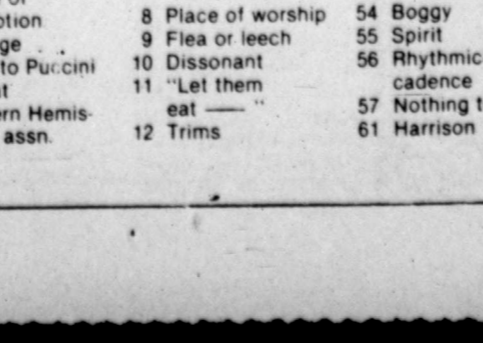 otion
ge
to Puccini
ern Hemis-
assn.
8 Place of worship
9 Flea or leech
10 Dissonant
11 "Let them
eat — "
12 Trims
54 Boggy
55 Spirit
56 Rhythmic
cadence
57 Nothing t
61 Harrison